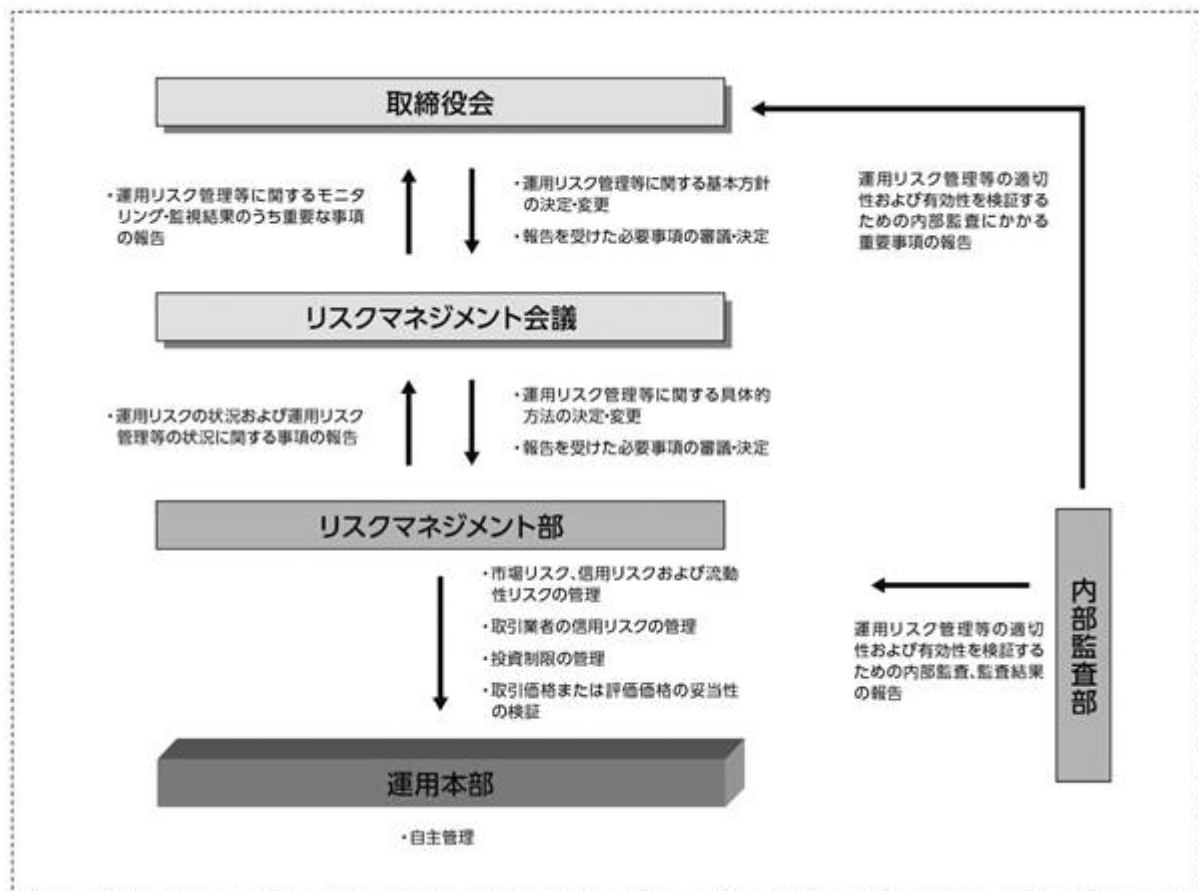 取締役会
・運用リスク管理等に関するモニタ
リング・監視結果のうち重要な事項
の報告
・運用リスク管理等に関する基本方針
の決定・変更
・報告を受けた必要事項の審議・決定
運用リスク管理等の適切
性および有効性を検証する
ための内部監査にかかる
重要事項の報告
リスクマネジメント会議
・運用リスクの状況および運用リスク
管理等の状況に関する事項の報告
・運用リスク管理等に関する具体的
方法の決定・変更
・報告を受けた必要事項の審議・決定
リスクマネジメント部
・市場リスク、信用リスクおよび流動
性リスクの管理
・取引業者の信用リスクの管理
・投資制限の管理
・取引価格または評価価格の妥当性
の検証
運用リスク管理等の適切
性および有効性を検証する
ための内部監査、監査結果
の報告
内部監査部
運用本部
・自主管理